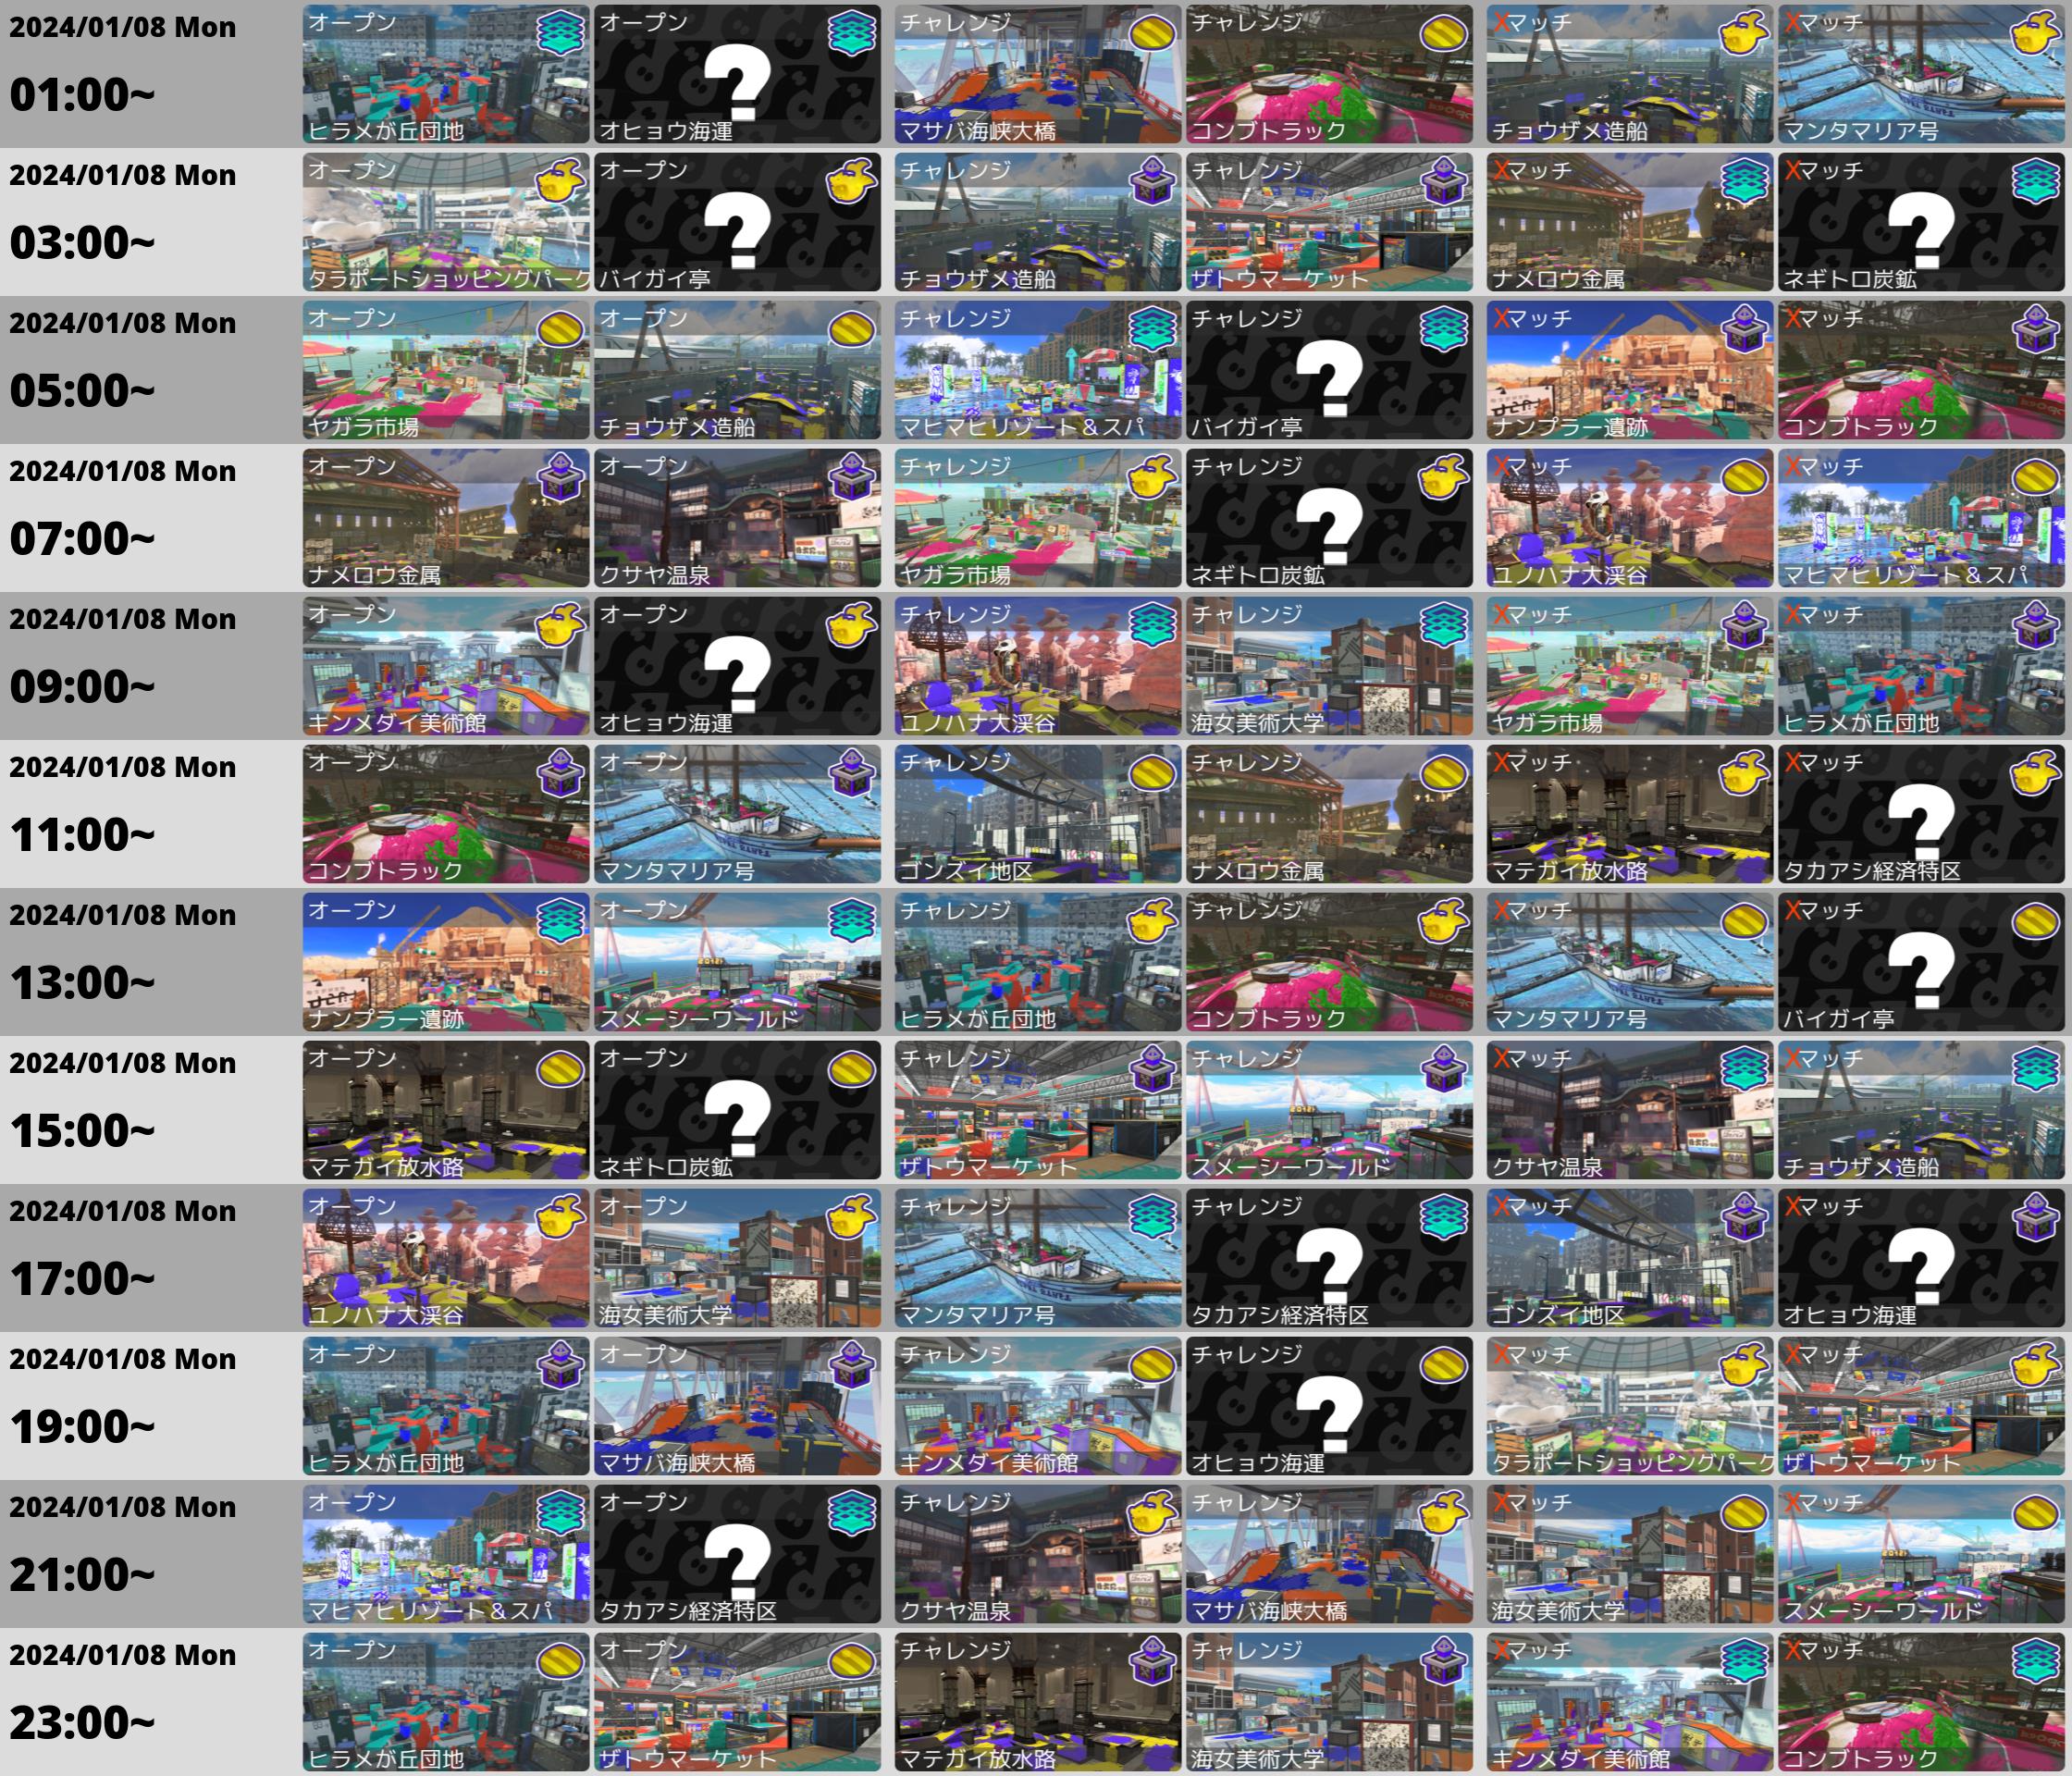 2024/01/08 Mon
01:00~
オープン
ヒラメが丘団地
オープン
オヒョウ海運
チャレンジ
マサバ海峡大橋
チャレンジ
コンブトラック
Xマッチ
チョウザメ造船
Xマッチ
マンタマリア号
2024/01/08 Mon
03:00~
オープン
タラポートショッピングパーク
オープン
バイガイ亭
チャレンジ
チョウザメ造船
チャレンジ
ザトウマーケット
Xマッチ
ナメロウ金属
Xマッチ
ネギトロ炭鉱
2024/01/08 Mon
05:00~
オープン
ヤガラ市場
オープン
チョウザメ造船
チャレンジ
マヒマヒリゾート&スパ
チャレンジ
バイガイ亭
Xマッチ
ナンプラー遺跡
Xマッチ
コンブトラック
2024/01/08 Mon
07:00~
オープン
ナメロウ金属
オープン
クサヤ温泉
チャレンジ
ヤガラ市場
チャレンジ
ネギトロ炭鉱
Xマッチ
ユノハナ大渓谷
Xマッチ
マヒマヒリゾート&スパ
2024/01/08 Mon
09:00~
オープン
キンメダイ美術館
オープン
オヒョウ海運
チャレンジ
ユノハナ大渓谷
チャレンジ
海女美術大学
Xマッチ
ヤガラ市場
Xマッチ
ヒラメが丘団地
2024/01/08 Mon
11:00~
オープン
コンブトラック
オープン
マンタマリア号
チャレンジ
ゴンズイ地区
チャレンジ
ナメロウ金属
Xマッチ
マテガイ放水路
Xマッチ
タカアシ経済特区
2024/01/08 Mon
13:00~
オープン
ナンプラー遺跡
オープン
スメーシーワールド
チャレンジ
ヒラメが丘団地
チャレンジ
コンブトラック
Xマッチ
マンタマリア号
Xマッチ
バイガイ亭
2024/01/08 Mon
15:00~
オープン
マテガイ放水路
オープン
ネギトロ炭鉱
チャレンジ
ザトウマーケット
チャレンジ
スメーシーワールド
Xマッチ
クサヤ温泉
Xマッチ
チョウザメ造船
2024/01/08 Mon
17:00~
オープン
ユノハナ大渓谷
オープン
海女美術大学
チャレンジ
マンタマリア号
チャレンジ
タカアシ経済特区
Xマッチ
ゴンズイ地区
Xマッチ
オヒョウ海運
2024/01/08 Mon
19:00~
オープン
ヒラメが丘団地
オープン
マサバ海峡大橋
チャレンジ
キンメダイ美術館
チャレンジ
オヒョウ海運
Xマッチ
タラポートショッピングパーク
Xマッチ
ザトウマーケット
2024/01/08 Mon
21:00~
オープン
マヒマヒリゾート&スパ
オープン
タカアシ経済特区
チャレンジ
クサヤ温泉
チャレンジ
マサバ海峡大橋
Xマッチ
海女美術大学
Xマッチ
スメーシーワールド
2024/01/08 Mon
23:00~
オープン
ヒラメが丘団地
オープン
ザトウマーケット
チャレンジ
マテガイ放水路
チャレンジ
海女美術大学
Xマッチ
キンメダイ美術館
Xマッチ
コンブトラック